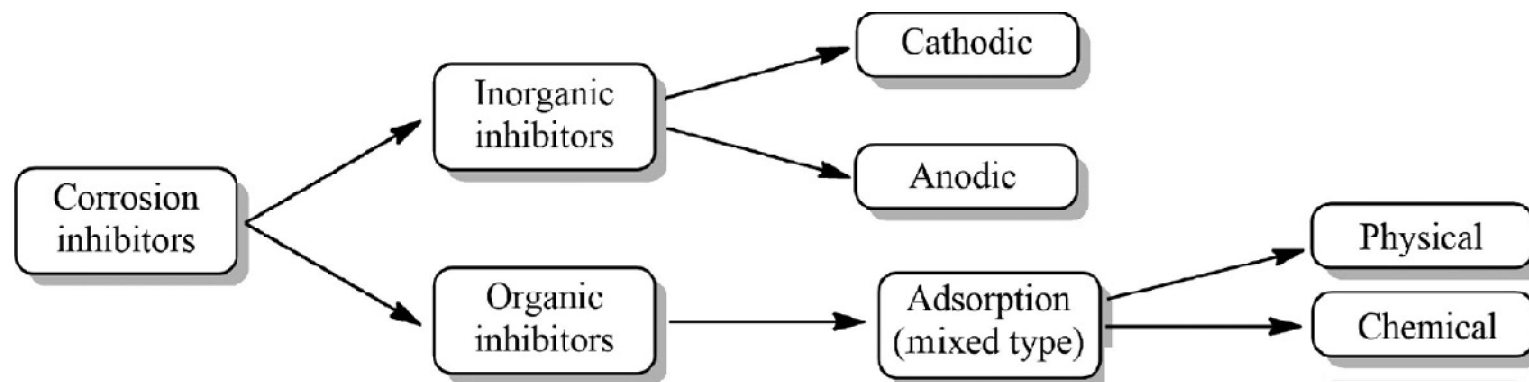 Corrosion
inhibitors
Inorganic
inhibitors
Cathodic
Anodic
Organic
inhibitors
Adsorption
(mixed type)
Physical
Chemical